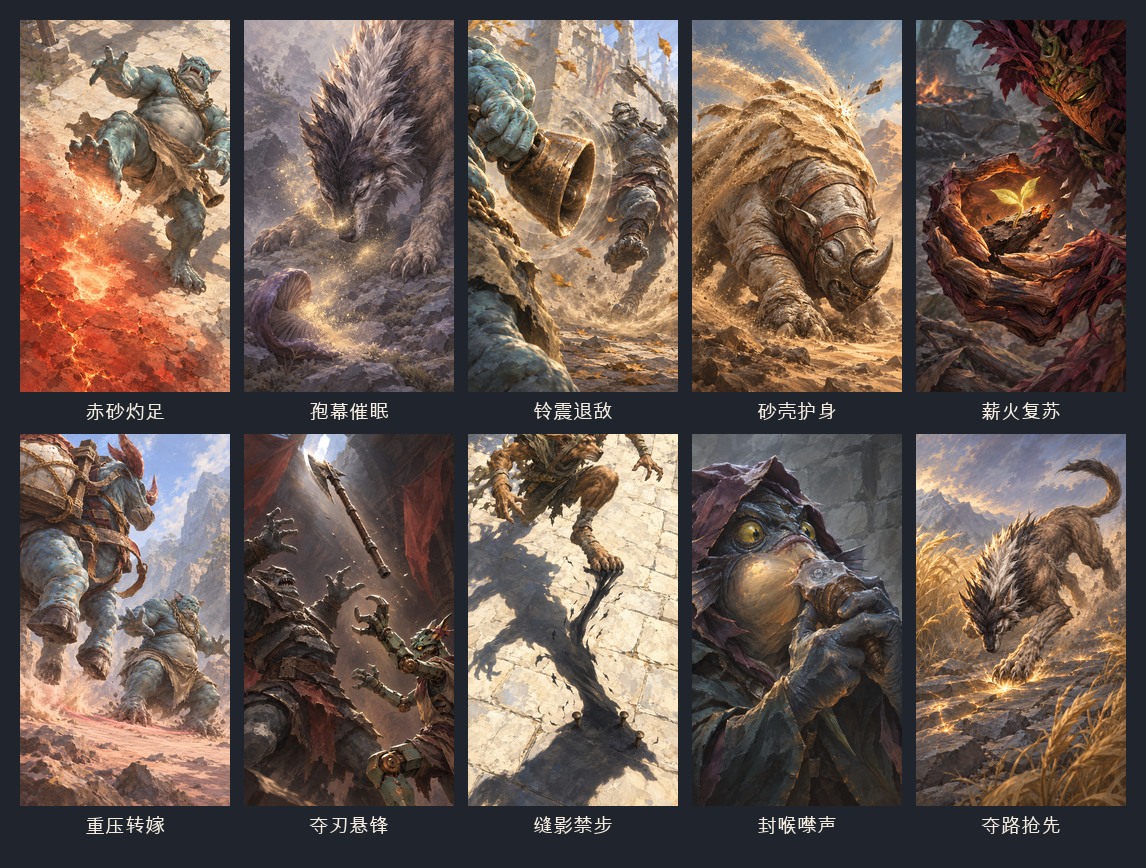 赤砂灼足
孢幕催眠
铃震退敌
砂壳护身
薪火复苏
重压转嫁
夺刃悬锋
缝影禁步
封喉噤声
夺路抢先